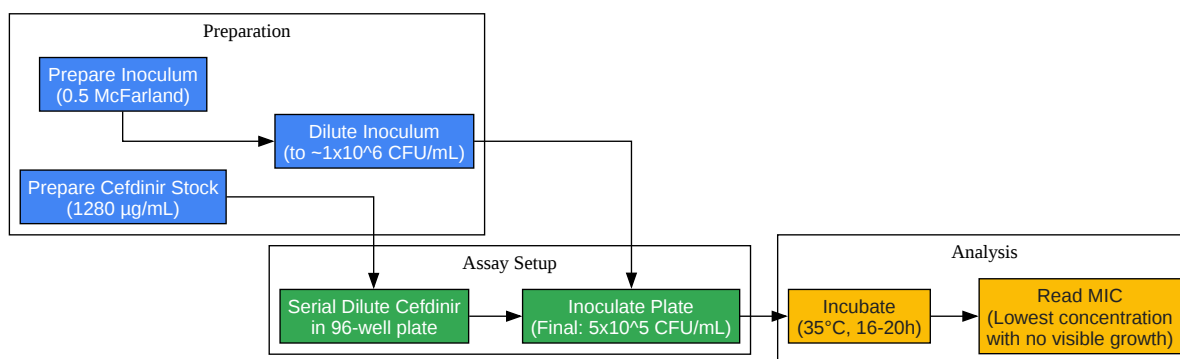 Preparation
Prepare Inoculum
(0.5 McFarland)
Dilute Inoculum
(to ~1x10^6 CFU/mL)
Prepare Cefdinir Stock
(1280 µg/mL)
Assay Setup
Serial Dilute Cefdinir
in 96-well plate
Inoculate Plate
(Final: 5x10^5 CFU/mL)
Analysis
Incubate
(35°C, 16-20h)
Read MIC
(Lowest concentration
with no visible growth)